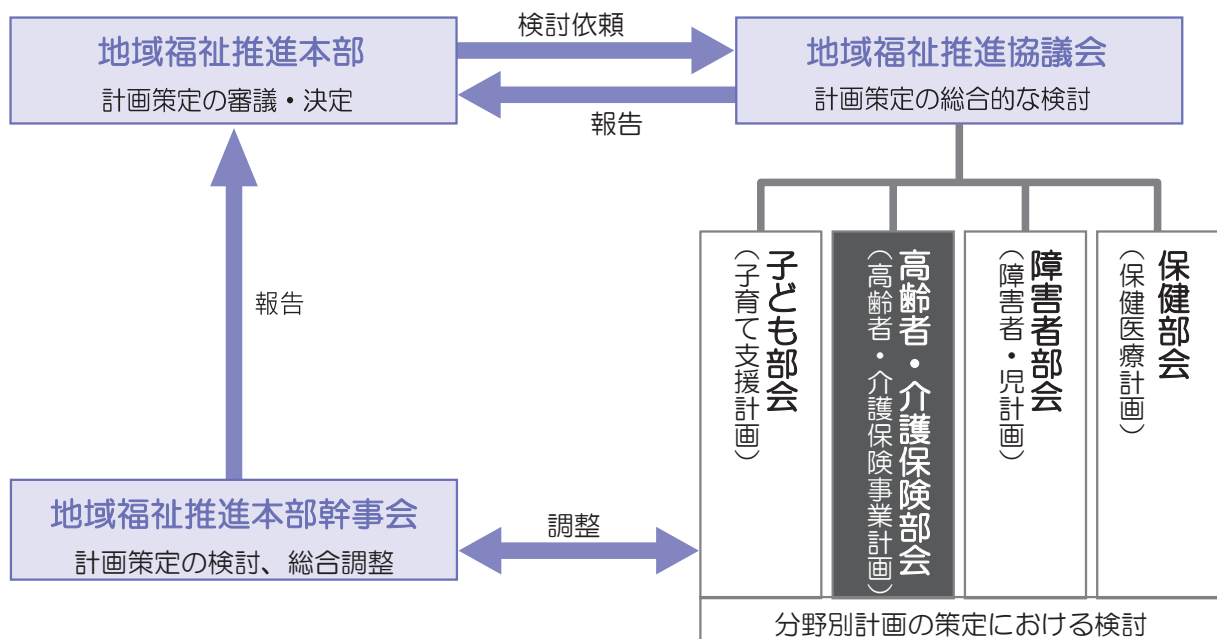 地域福祉推進本部
計画策定の審議・決定
検討依頼
報告
地域福祉推進協議会
計画策定の総合的な検討
報告
子ども部会
（子育て支援計画）
高齢者・介護保険部会
（高齢者・介護保険事業計画）
障害者部会
（障害者・児計画）
保健部会
（保健医療計画）
地域福祉推進本部幹事会
計画策定の検討、総合調整
調整
分野別計画の策定における検討